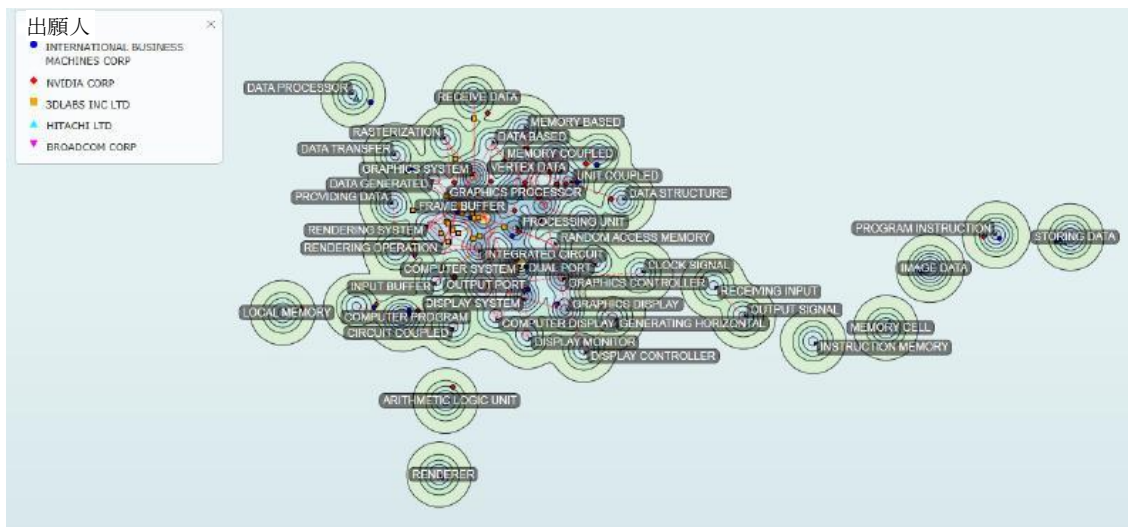 出願人
INTERNATIONAL BUSINESS
MACHINES CORP
NVIDIA CORP
3DLABS INC LTD
HITACHI LTD
BROADCOM CORP
DATA PROCESSOR
RECEIVE DATA
MEMORY BASED
RASTERIZATION
DATA BASED
DATA TRANSFER
MEMORY COUPLED
GRAPHICS SYSTEM
VERTEX DATA
UNIT COUPLED
DATA GENERATED
GRAPHICS PROCESSOR
DATA STRUCTURE
PROVIDING DATA
FRAME BUFFER
PROCESSING UNIT
RENDERING SYSTEM
PROGRAM INSTRUCTION
STORING DATA
RANDOM ACCESS MEMORY
RENDERING OPERATION
INTEGRATED CIRCUIT
COMPUTER SYSTEM
DUAL PORT
CLOCK SIGNAL
IMAGE DATA
INPUT BUFFER
OUTPUT PORT
GRAPHICS CONTROLLER
RECEIVING INPUT
DISPLAY SYSTEM
GRAPHICS DISPLAY
LOCAL MEMORY
COMPUTER PROGRAM
OUTPUT SIGNAL
COMPUTER DISPLAY
GENERATING HORIZONTAL
MEMORY CELL
CIRCUIT COUPLED
DISPLAY MONITOR
INSTRUCTION MEMORY
DISPLAY CONTROLLER
ARITHMETIC LOGIC UNIT
RENDERER